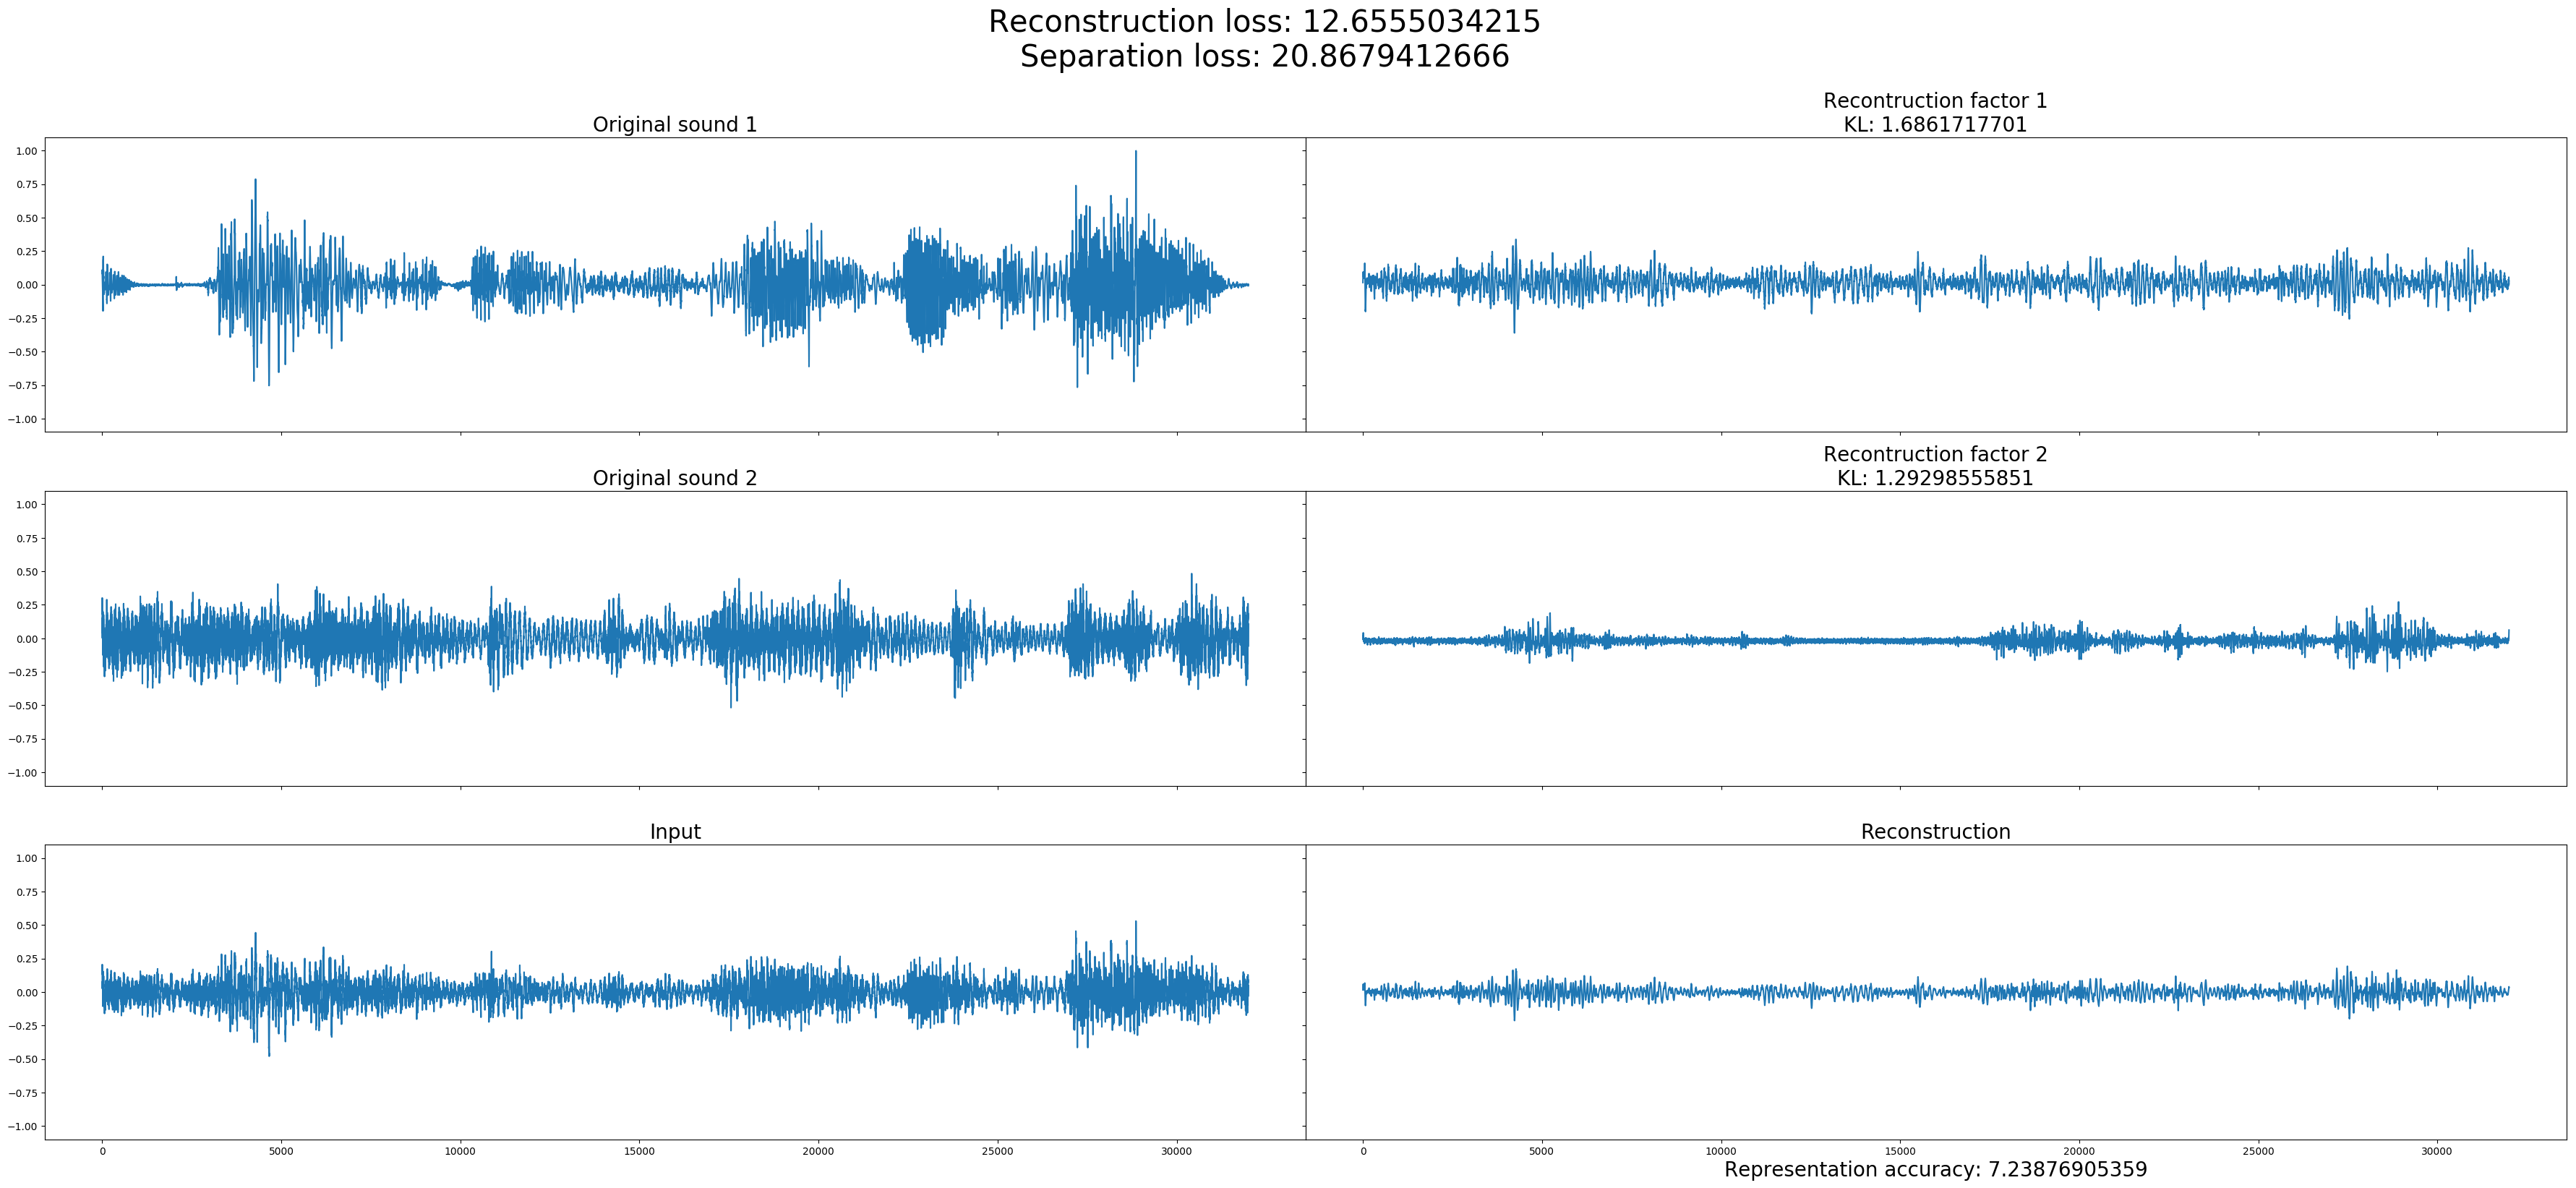 Reconstruction loss: 12.6555034215
Separation loss: 20.8679412666
Original sound 1
Recontruction factor 1
KL: 1.6861717701
1.00
0.75
0.50
0.25
0.00
−0.25
−0.50
−0.75
−1.00
Original sound 2
Recontruction factor 2
KL: 1.29298555851
1.00
0.75
0.50
0.25
0.00
−0.25
−0.50
−0.75
−1.00
Input
Reconstruction
1.00
0.75
0.50
0.25
0.00
−0.25
−0.50
−0.75
−1.00
0 5000 10000 15000 20000 25000 30000
0 5000 10000 15000 20000 25000 30000
Representation accuracy: 7.23876905359